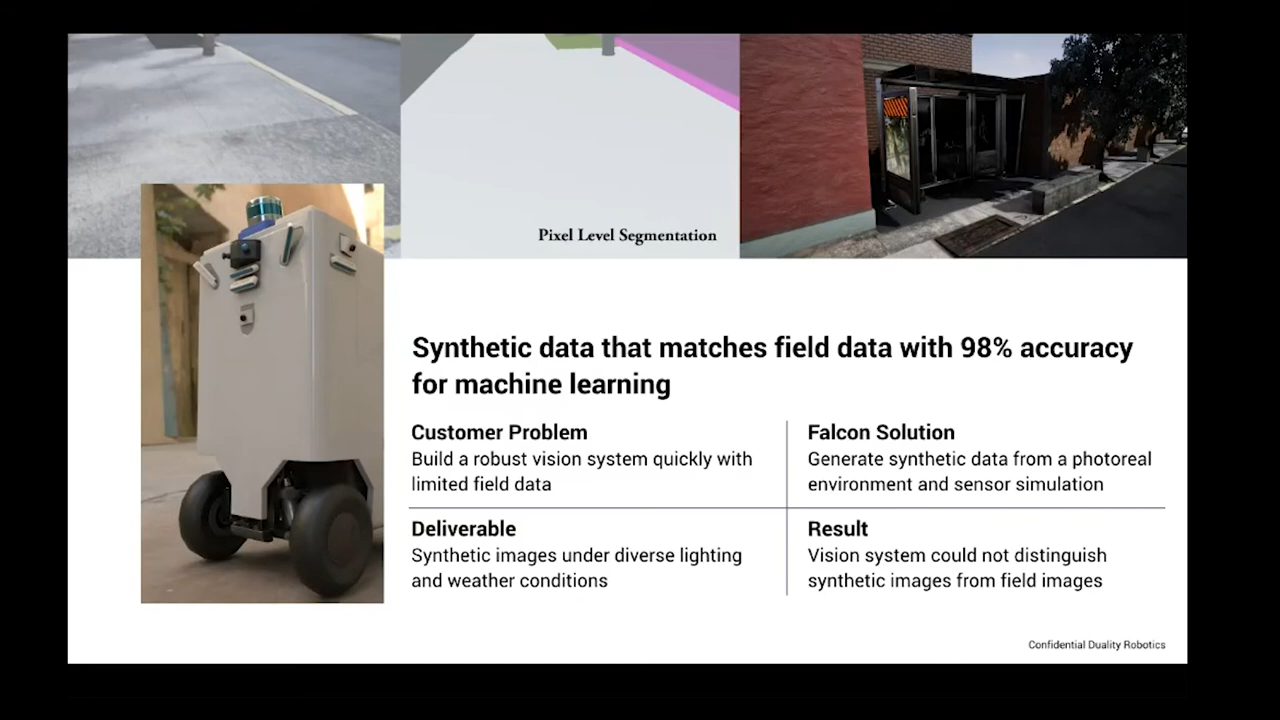 Pixel Level Segmentation
Synthetic data that matches field data with 98% accuracy
for machine learning
Customer Problem
Build a robust vision system quickly with
limited field data
Falcon Solution
Generate synthetic data from a photoreal
environment and sensor simulation
Deliverable
Synthetic images under diverse lighting
and weather conditions
Result
Vision system could not distinguish
synthetic images from field images
Confidential Duality Robotics